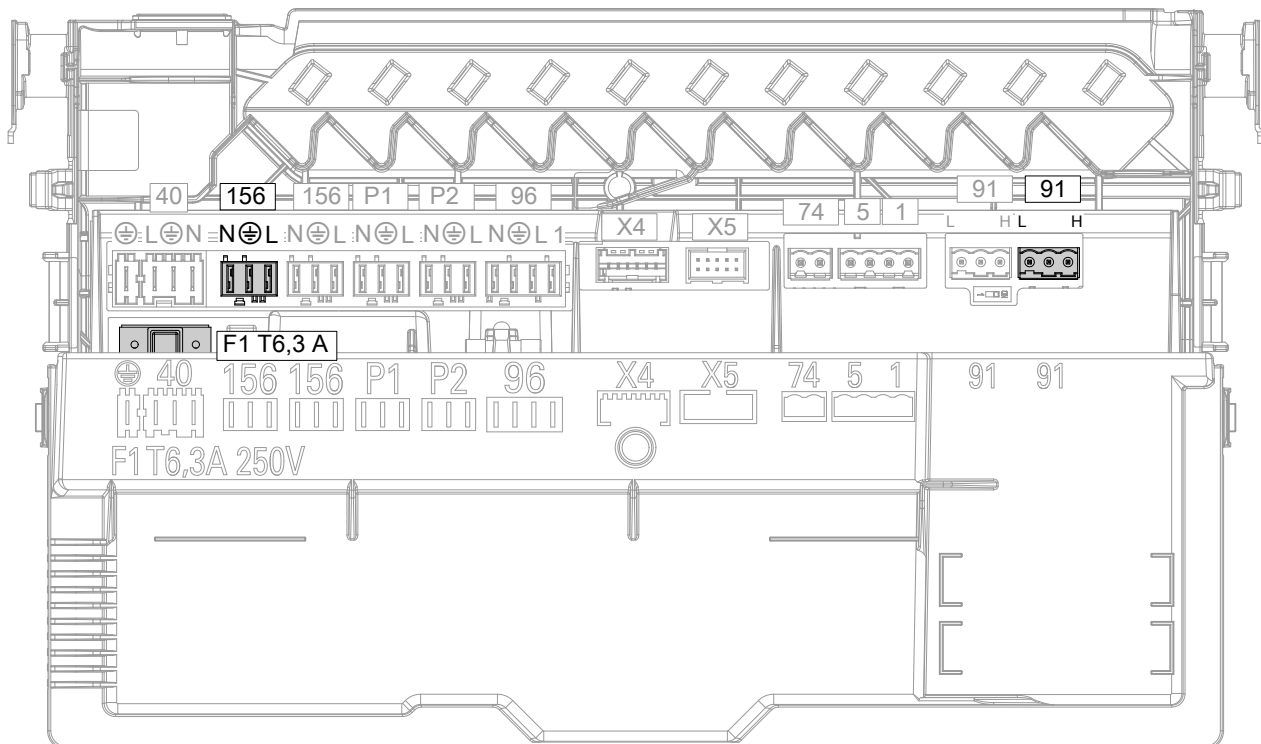 40 156 156 P1 P2 96 91 91
X4 X5 74 5 1
⏚ L ⏚ N N ⏚ L N ⏚ L N ⏚ L N ⏚ L N ⏚ L 1 L H L H
F1 T6,3 A
⏚ 40 156 156 P1 P2 96 X4 X5 74 5 1 91 91
F1 T6,3A 250V